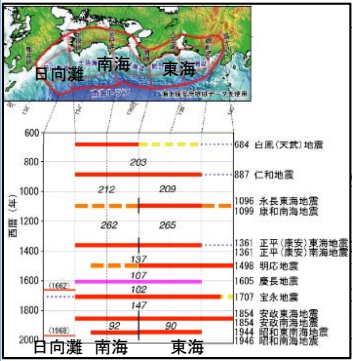 日向灘 南海 東海
600
684 白鳳(天武)地震
203
800
887 仁和地震
1000
212 209
1096 永長東海地震
1099 康和南海地震
1200
西暦(年)
262 265
1361 正平(康安)東海地震
1361 正平(康安)南海地震
1400
137
1498 明応地震
1600
107
1605 慶長地震
(1662)
102
1707 宝永地震
147
1800
1854 安政東海地震
1854 安政南海地震
92 90
1944 昭和東南海地震
1946 昭和南海地震
(1968)
2000
日向灘 南海 東海